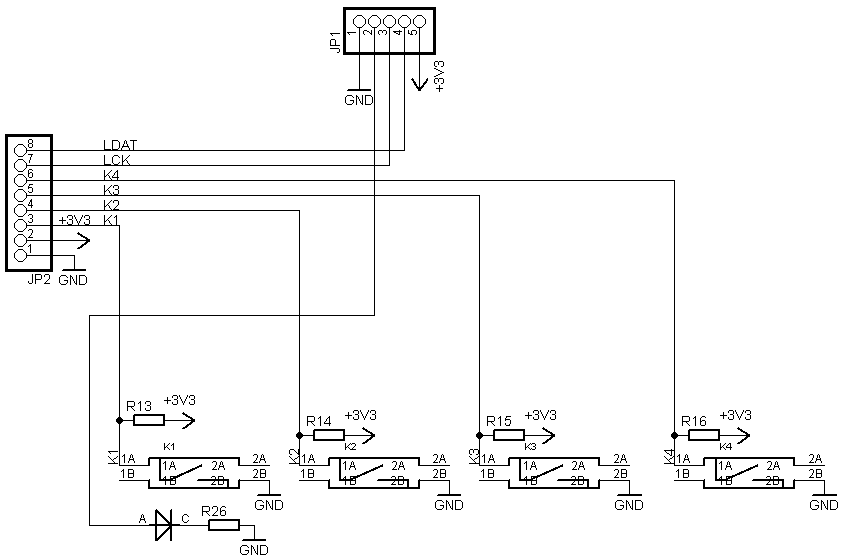 JP1
1 2 3 4 5
+3V3
GND
8 LDAT
7 LCK
6 K4
5 K3
4 K2
3 +3V3 K1
2
1
JP2 GND
R13 +3V3
R14 +3V3
R15 +3V3
R16 +3V3
K1 1A 1B K1 1A 2A 1B 2B 2A 2B
K2 1A 1B K2 1A 2A 1B 2B 2A 2B
K3 1A 1B K3 1A 2A 1B 2B 2A 2B
K4 1A 1B K4 1A 2A 1B 2B 2A 2B
GND GND GND GND
A C R26
GND